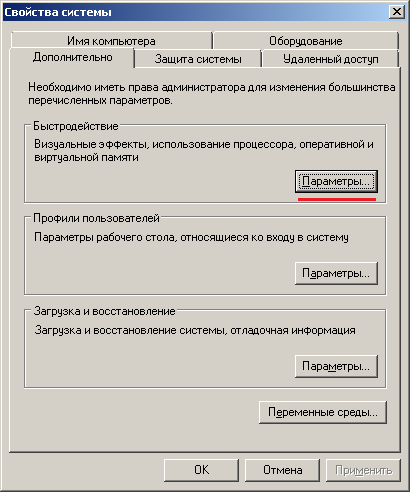 Свойства системы
Имя компьютера
Оборудование
Дополнительно
Защита системы
Удаленный доступ
Необходимо иметь права администратора для изменения большинства
перечисленных параметров.
Быстродействие
Визуальные эффекты, использование процессора, оперативной и
виртуальной памяти
Параметры...
Профили пользователей
Параметры рабочего стола, относящиеся ко входу в систему
Параметры...
Загрузка и восстановление
Загрузка и восстановление системы, отладочная информация
Параметры...
Переменные среды...
OK
Отмена
Применить